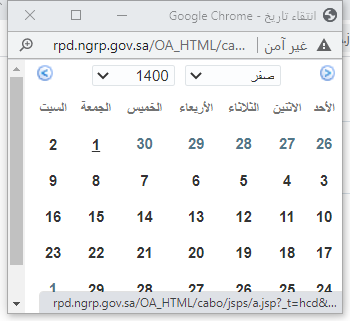 انتقاء تاريخ - Google Chrome
غير آمن rpd.ngrp.gov.sa/OA_HTML/ca...
صفر 1400
الأحد الاثنين الثلاثاء الأربعاء الخميس الجمعة السبت
26 27 28 29 30 1 2
3 4 5 6 7 8 9
10 11 12 13 14 15 16
17 18 19 20 21 22 23
24 25 26 27 28 29 1
rpd.ngrp.gov.sa/OA_HTML/cabo/jsps/a.jsp?_t=hcd&...